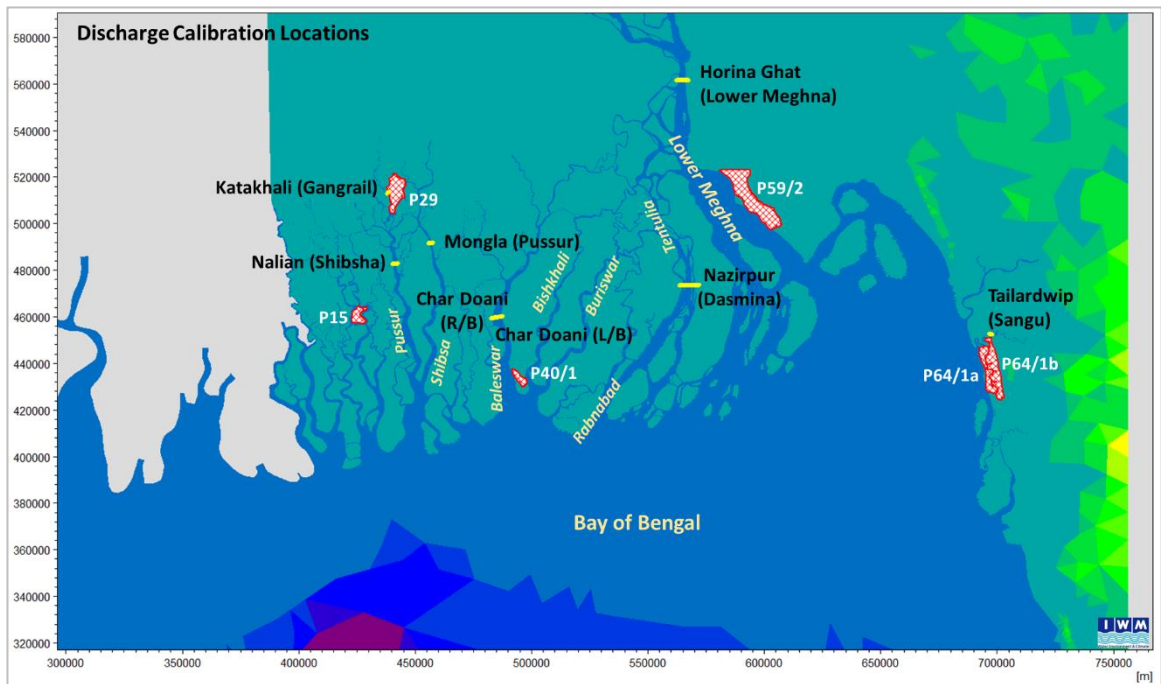 Discharge Calibration Locations
580000
560000
540000
520000
500000
480000
460000
440000
420000
400000
380000
360000
340000
320000
Horina Ghat
(Lower Meghna)
Lower Meghna
P59/2
Katakhali (Gangrail)
P29
Tentulia
Mongla (Pussur)
Nalian (Shibsha)
Bishkhali
Buriswar
Nazirpur
(Dasmina)
Char Doani
(R/B)
Char Doani (L/B)
Tailardwip
(Sangu)
P15
Pussur
Shibsa
Baleswar
P40/1
Rabnabad
P64/1a
P64/1b
Bay of Bengal
IWM
300000
350000
400000
450000
500000
550000
600000
650000
700000
750000
[m]